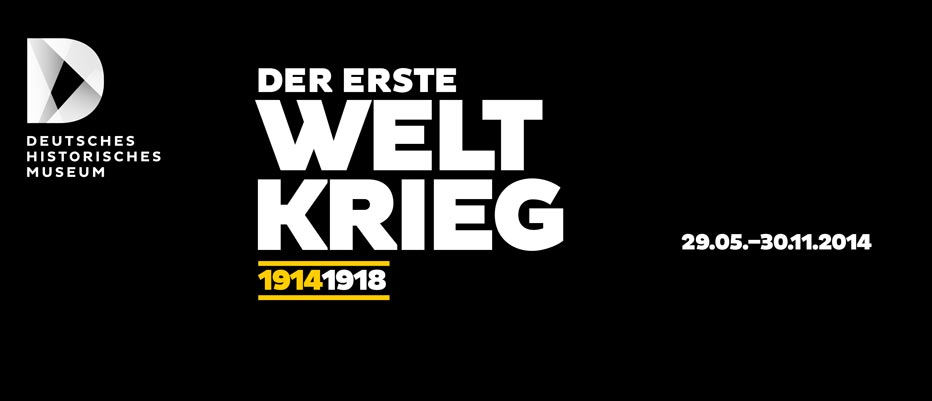 DEUTSCHES
HISTORISCHES
MUSEUM
DER ERSTE
WELT
KRIEG
19141918
29.05.–30.11.2014